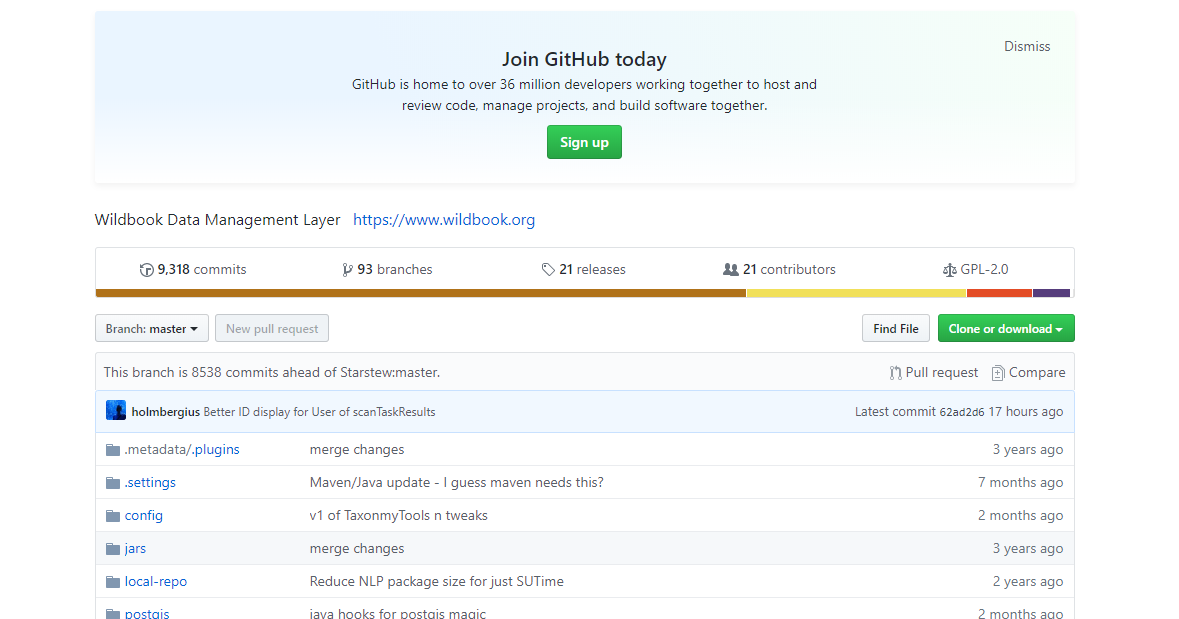 Join GitHub today
Dismiss
GitHub is home to over 36 million developers working together to host and
review code, manage projects, and build software together.
Sign up
Wildbook Data Management Layer https://www.wildbook.org
9,318 commits 93 branches 21 releases 21 contributors GPL-2.0
Branch: master New pull request Find File Clone or download
This branch is 8538 commits ahead of Starstew:master. Pull request Compare
holmbergius Better ID display for User of scanTaskResults Latest commit 62ad2d6 17 hours ago
.metadata/.plugins merge changes 3 years ago
.settings Maven/Java update - I guess maven needs this? 7 months ago
config v1 of TaxonmyTools n tweaks 2 months ago
jars merge changes 3 years ago
local-repo Reduce NLP package size for just SUTime 2 years ago
postgis java hooks for postgis magic 2 months ago